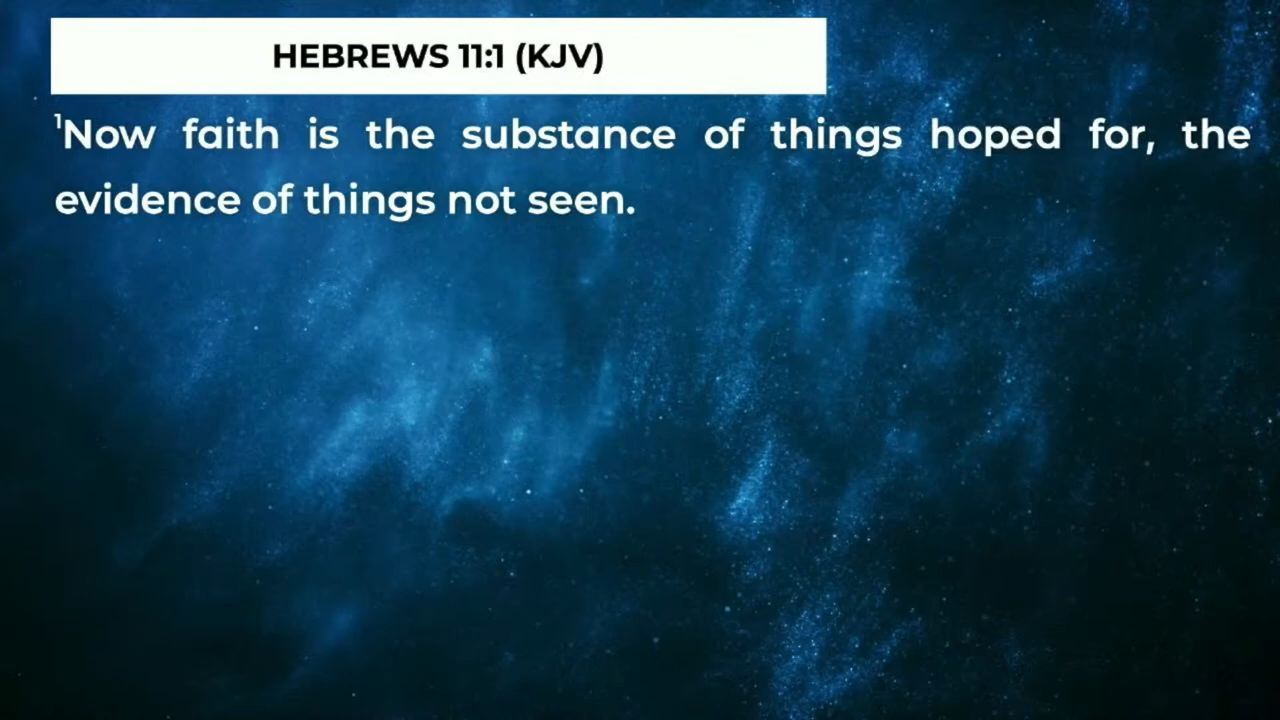 HEBREWS 11:1 (KJV)
¹Now faith is the substance of things hoped for, the
evidence of things not seen.